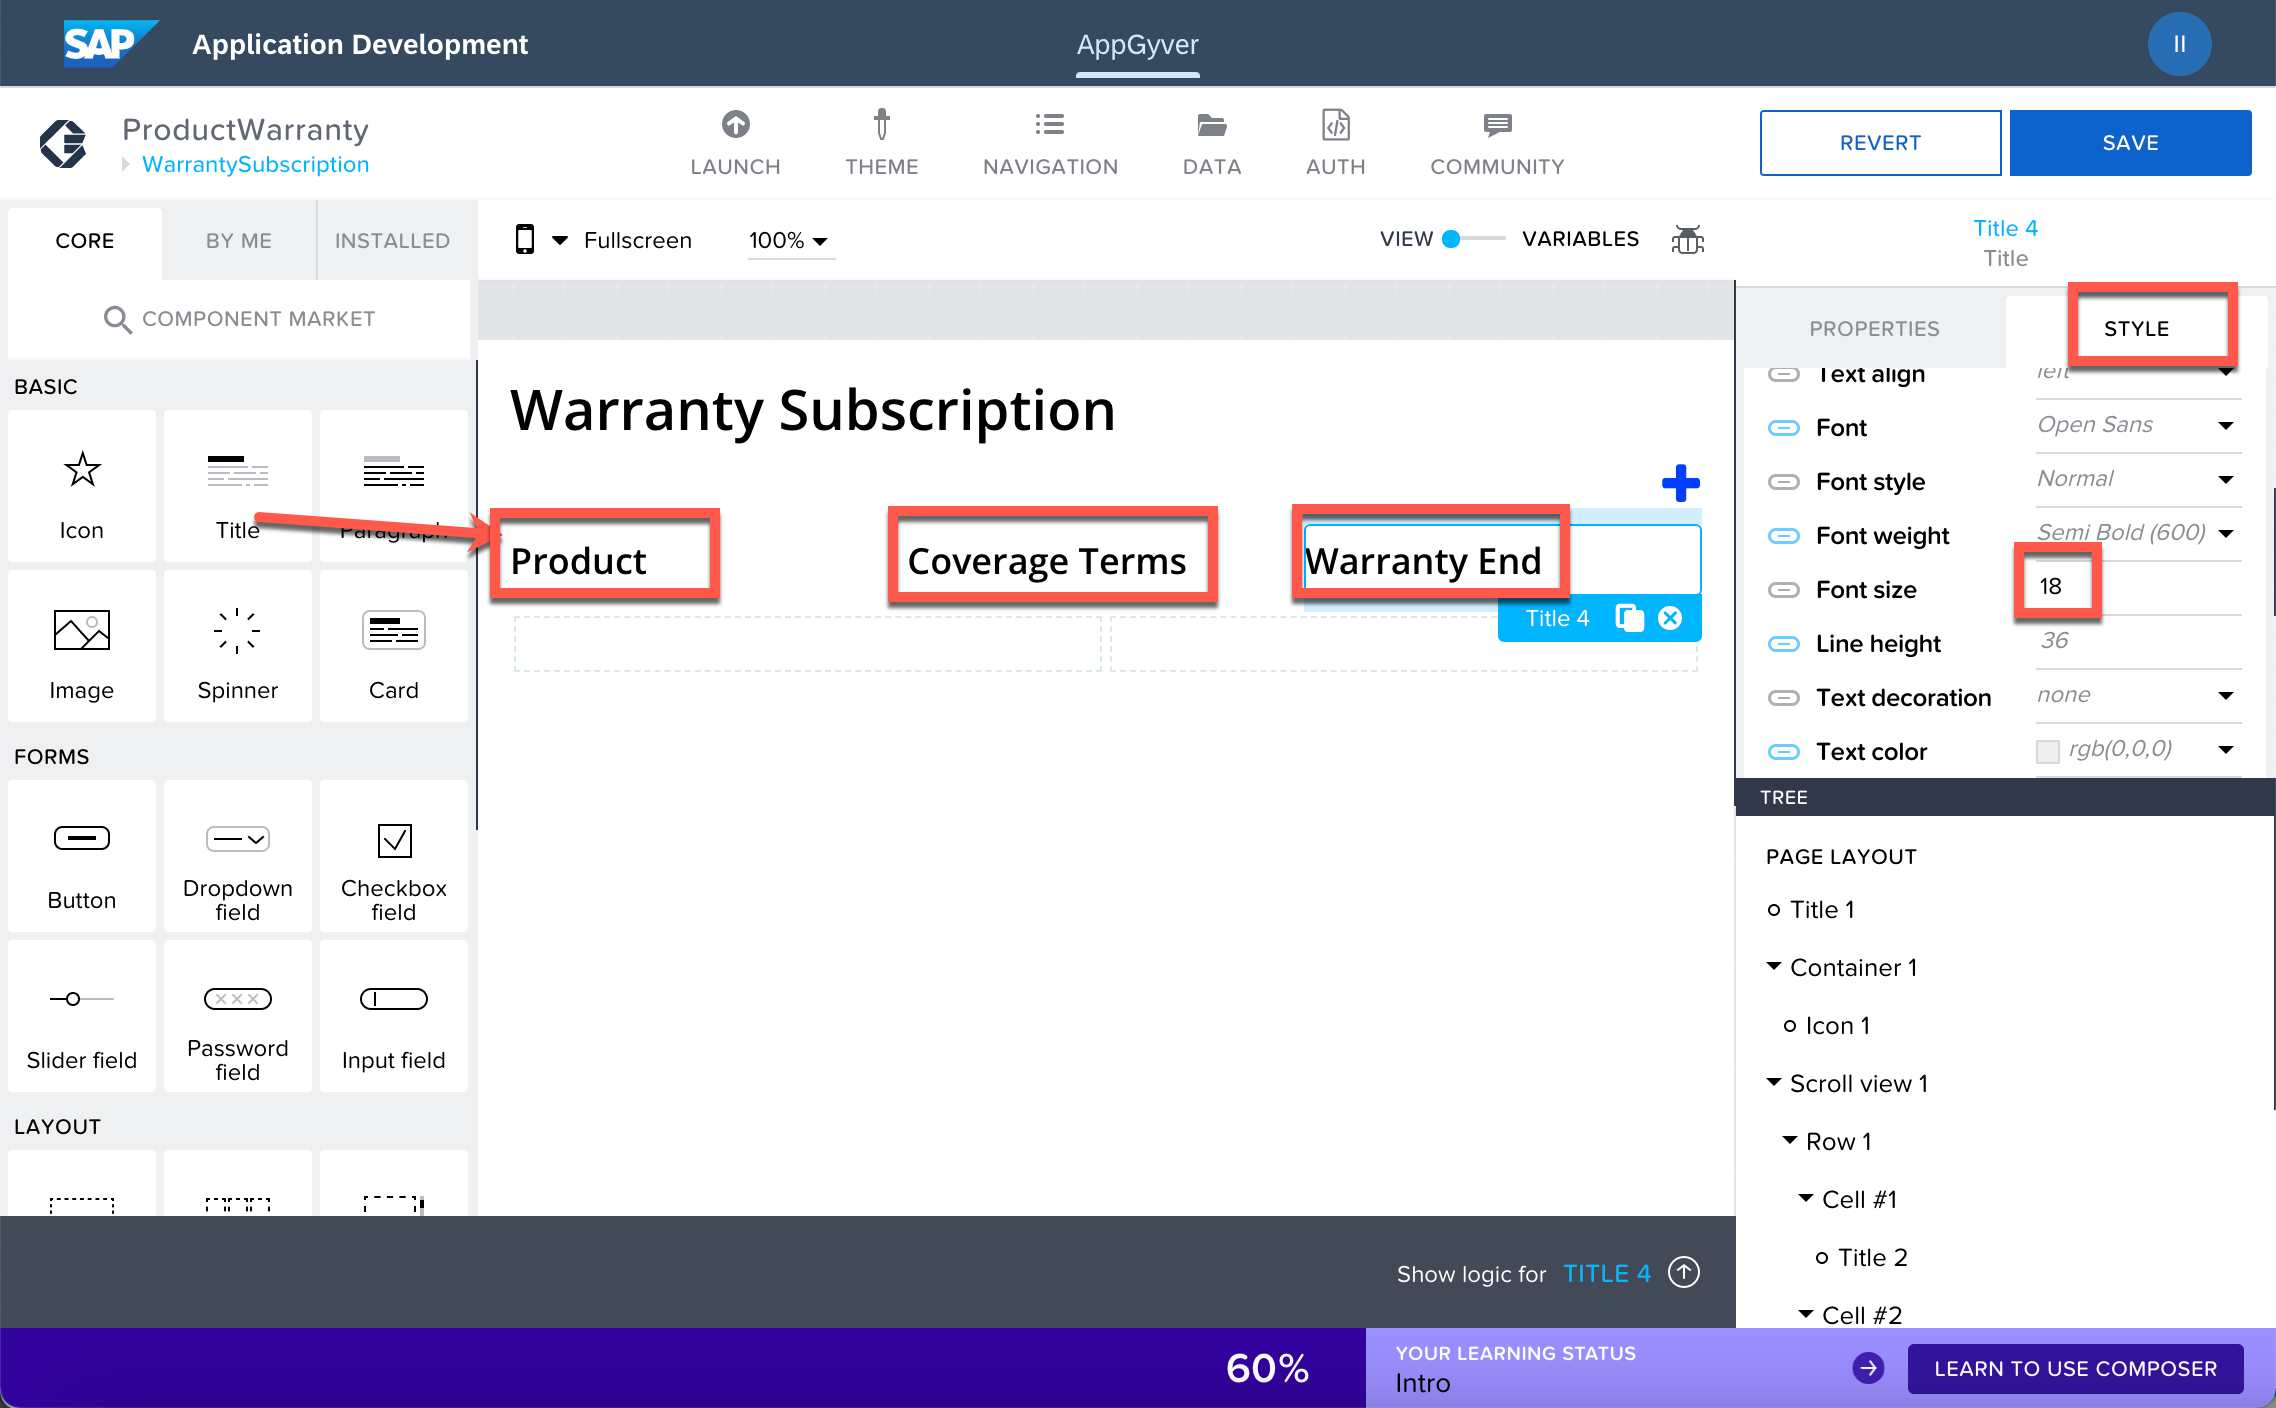 SAP Application Development
AppGyver
II
ProductWarranty
WarrantySubscription
LAUNCH
THEME
NAVIGATION
DATA
AUTH
COMMUNITY
REVERT
SAVE
CORE
BY ME
INSTALLED
Fullscreen
100%
VIEW
VARIABLES
Title 4
Title
COMPONENT MARKET
PROPERTIES
STYLE
BASIC
Icon
Title
Paragraph
Image
Spinner
Card
FORMS
Button
Dropdown
field
Checkbox
field
Slider field
Password
field
Input field
LAYOUT
Warranty Subscription
Product
Coverage Terms
Warranty End
Title 4
Text align
left
Font
Open Sans
Font style
Normal
Font weight
Semi Bold (600)
Font size
18
Line height
36
Text decoration
none
Text color
rgb(0,0,0)
TREE
PAGE LAYOUT
Title 1
Container 1
Icon 1
Scroll view 1
Row 1
Cell #1
Title 2
Cell #2
Show logic for TITLE 4
60%
YOUR LEARNING STATUS
Intro
LEARN TO USE COMPOSER